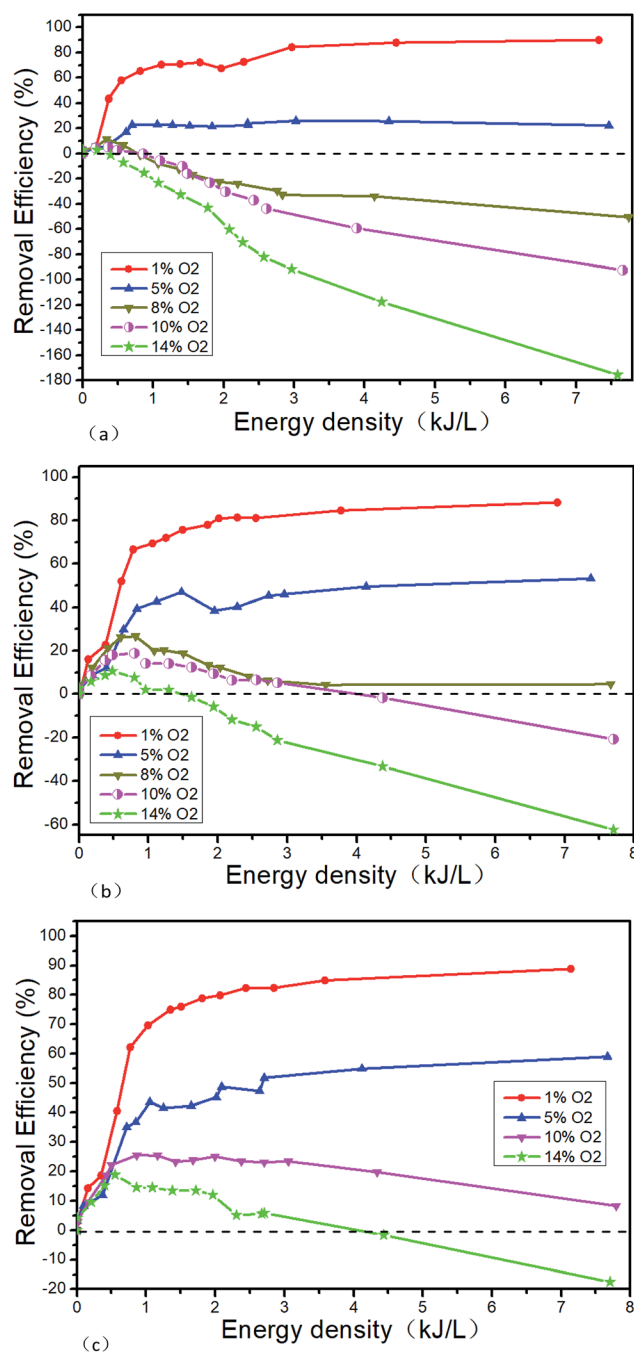 Removal Efficiency (%)
100
80
60
40
20
0
-20
-40
-60
-80
-100
-120
-140
-160
-180
1% O2
5% O2
8% O2
10% O2
14% O2
0 1 2 3 4 5 6 7
Energy density（kJ/L）
（a）
Removal Efficiency (%)
100
80
60
40
20
0
-20
-40
-60
1% O2
5% O2
8% O2
10% O2
14% O2
0 1 2 3 4 5 6 7 8
Energy density（kJ/L）
（b）
Removal Efficiency (%)
100
90
80
70
60
50
40
30
20
10
0
-10
-20
1% O2
5% O2
10% O2
14% O2
0 1 2 3 4 5 6 7 8
Energy density（kJ/L）
（c）